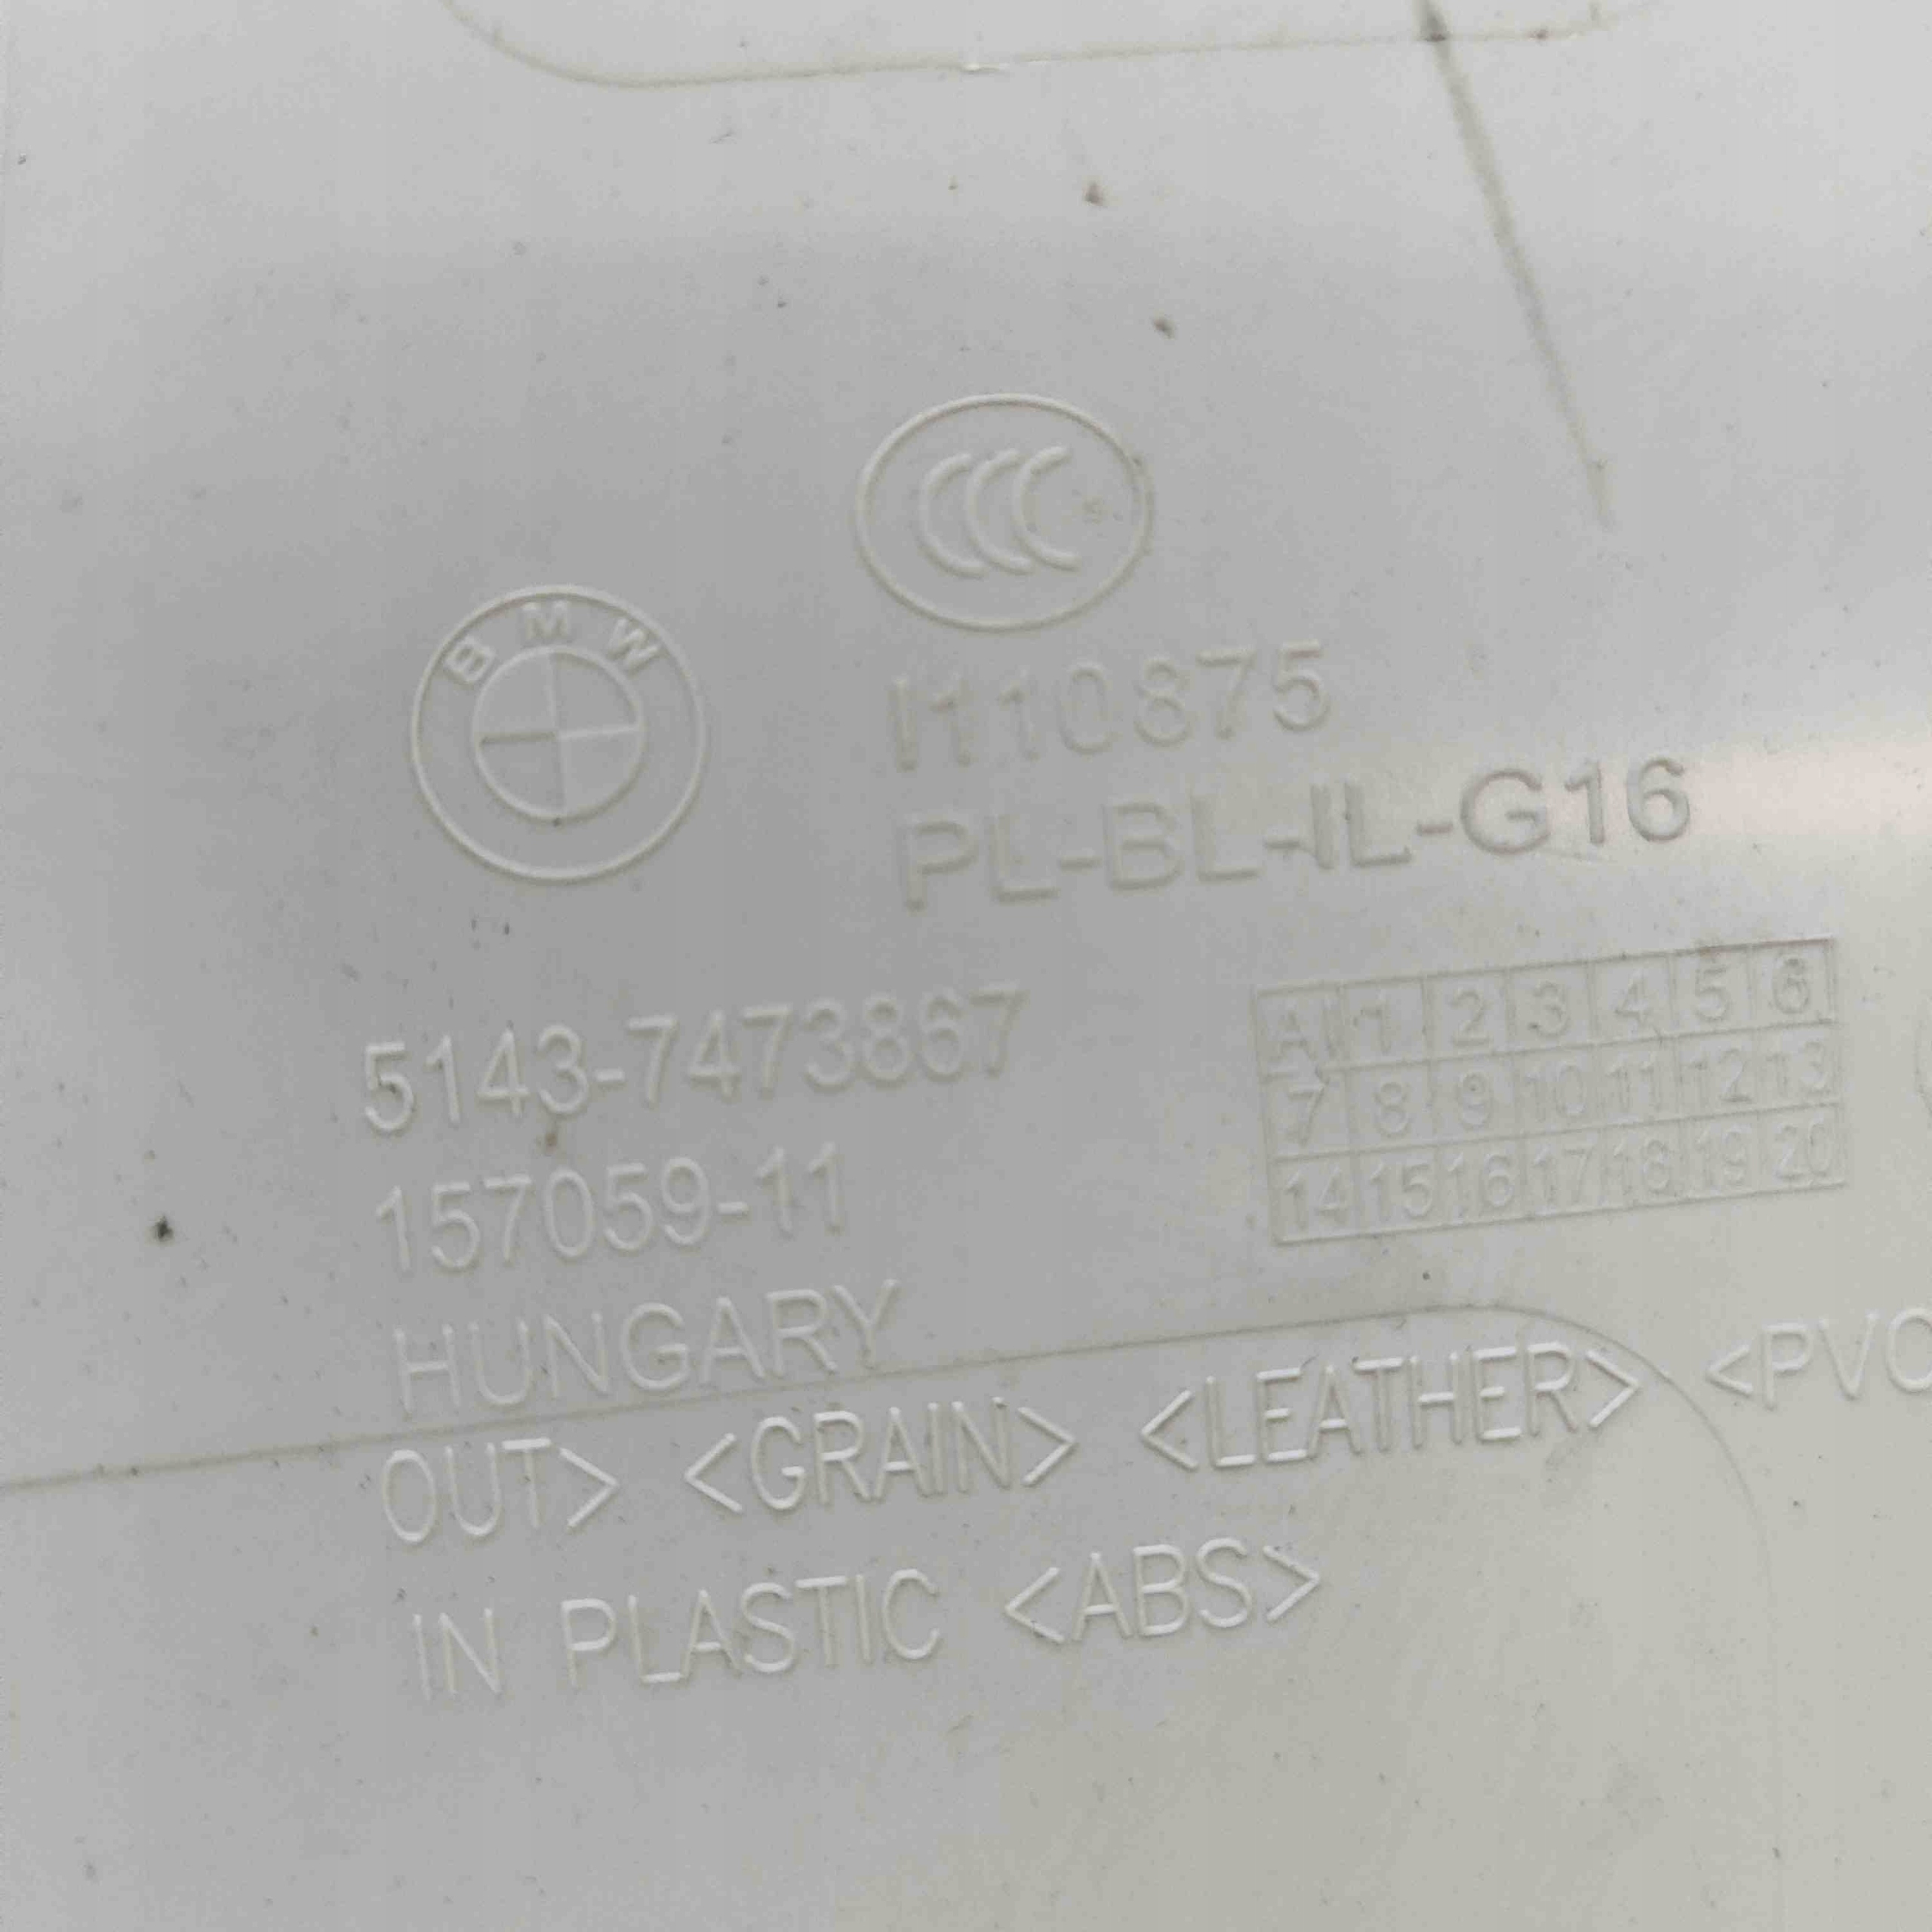 CCC S
BMW
I110875
PL-BL-IL-G16
5143-7473867
A 1 2 3 4 5 6
7 8 9 10 11 12 13
14 15 16 17 18 19 20
157059-11
HUNGARY
OUT> <GRAIN> <LEATHER> <PVC
IN PLASTIC <ABS>